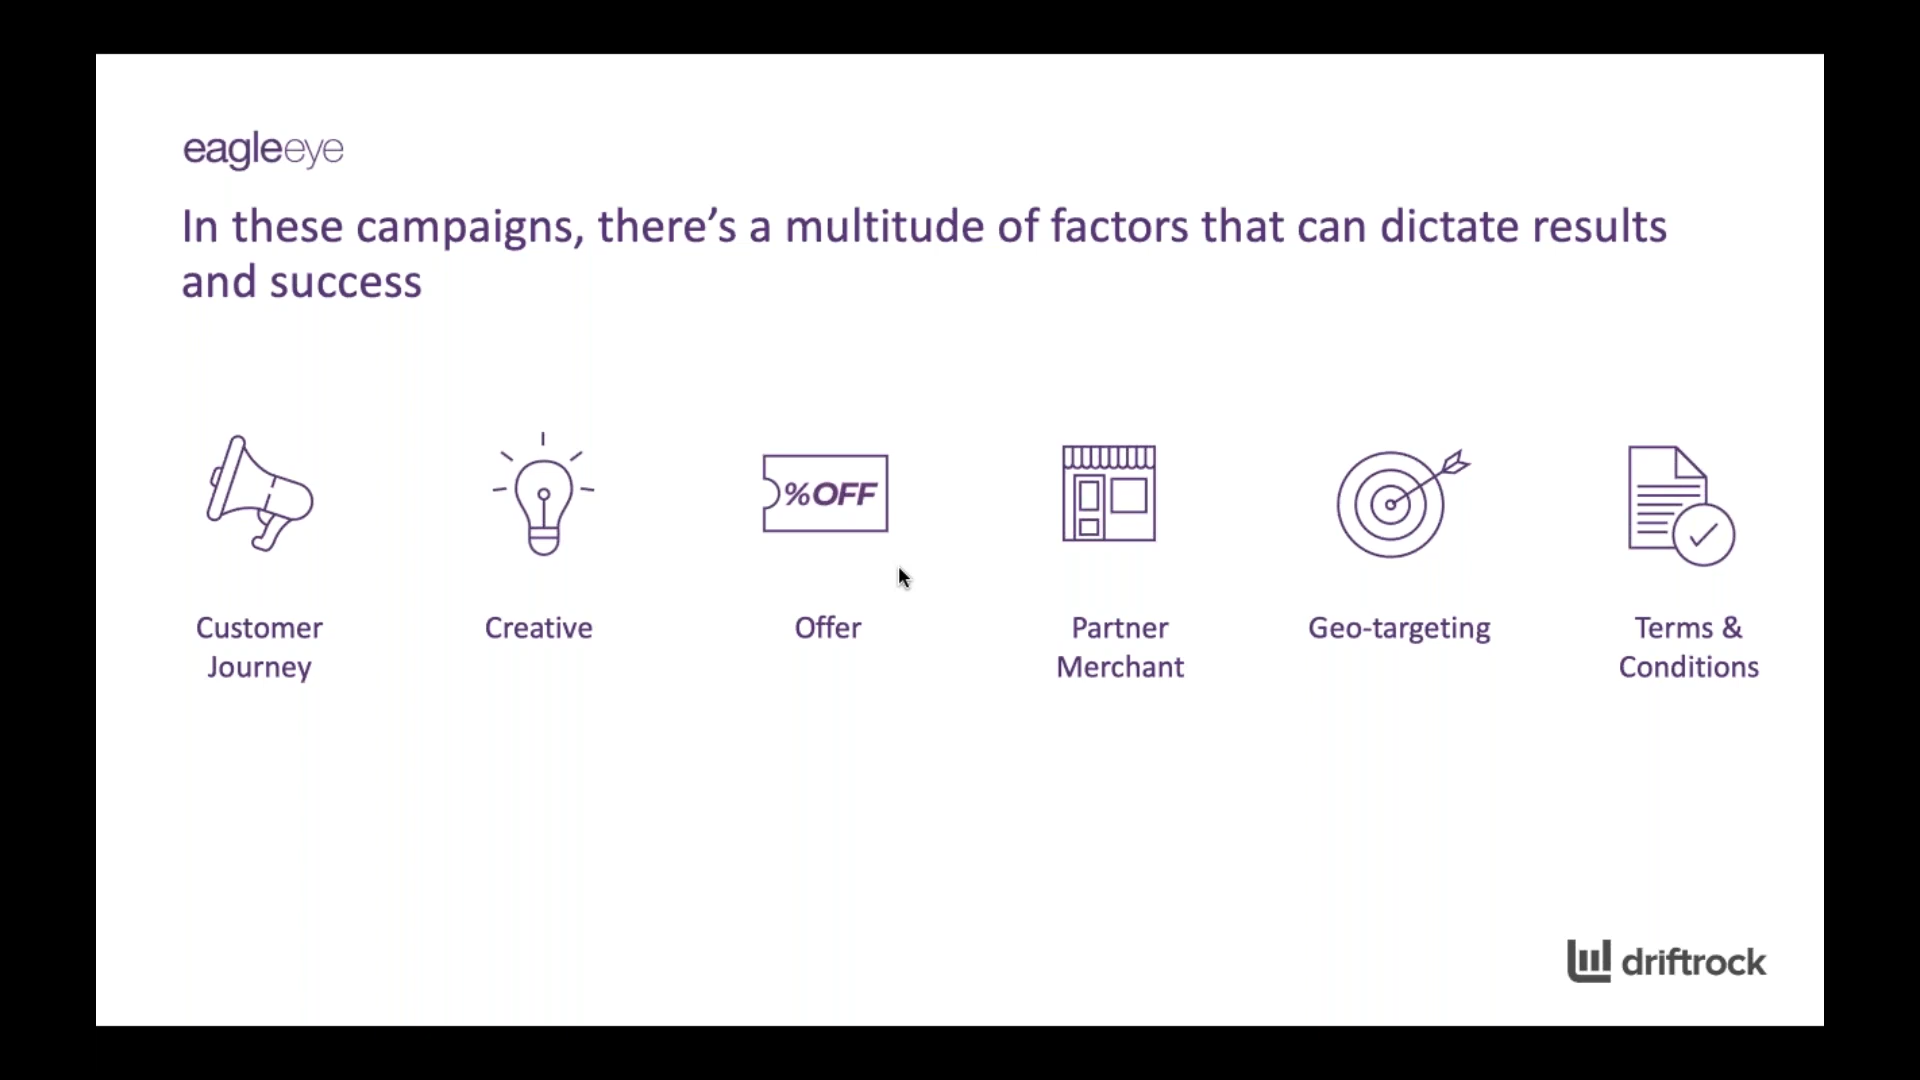 eagleeye
In these campaigns, there’s a multitude of factors that can dictate results
and success
%OFF
Customer
Journey
Creative
Offer
Partner
Merchant
Geo-targeting
Terms &
Conditions
driftrock